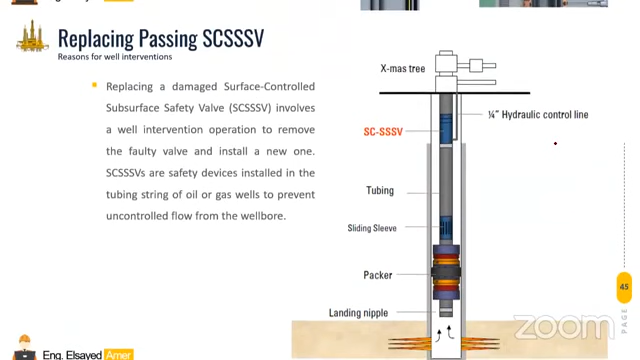 Eng. Elsayed Amer
Replacing Passing SCSSSV
Reasons for well interventions
Replacing a damaged Surface-Controlled
Subsurface Safety Valve (SCSSSV) involves
a well intervention operation to remove
the faulty valve and install a new one.
SCSSSVs are safety devices installed in the
tubing string of oil or gas wells to prevent
uncontrolled flow from the wellbore.
X-mas tree
¼" Hydraulic control line
SC-SSSV
Tubing
Sliding Sleeve
Packer
Landing nipple
45
PAGE
zoom
Eng. Elsayed Amer